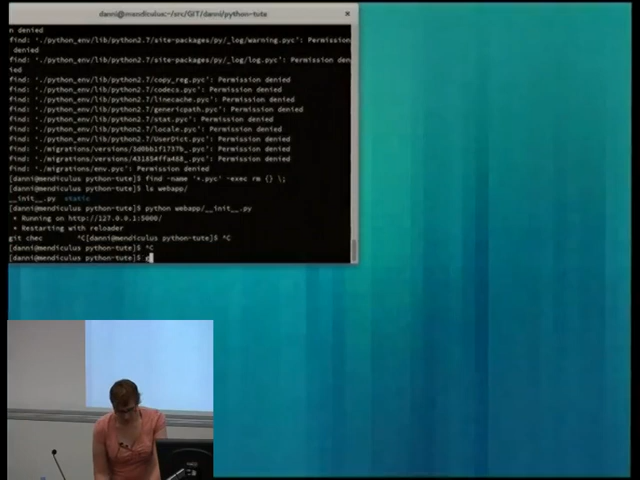 danni@mendiculus:~/src/GIT/danni/python-tute
n denied
find: './python_env/lib/python2.7/site-packages/py/_log/warning.pyc': Permission
denied
find: './python_env/lib/python2.7/site-packages/py/_log/log.pyc': Permission den
ied
find: './python_env/lib/python2.7/copy_reg.pyc': Permission denied
find: './python_env/lib/python2.7/codecs.pyc': Permission denied
find: './python_env/lib/python2.7/linecache.pyc': Permission denied
find: './python_env/lib/python2.7/genericpath.pyc': Permission denied
find: './python_env/lib/python2.7/stat.pyc': Permission denied
find: './python_env/lib/python2.7/locale.pyc': Permission denied
find: './python_env/lib/python2.7/UserDict.pyc': Permission denied
find: './migrations/versions/3d0bb1f1737b_.pyc': Permission denied
find: './migrations/versions/431854ffa488_.pyc': Permission denied
find: './migrations/env.pyc': Permission denied
[danni@mendiculus python-tute]$ find -name '*.pyc' -exec rm {} \;
[danni@mendiculus python-tute]$ ls webapp/
__init__.py static
[danni@mendiculus python-tute]$ python webapp/__init__.py
* Running on http://127.0.0.1:5000/
* Restarting with reloader
git chec ^C[danni@mendiculus python-tute]$ ^C
[danni@mendiculus python-tute]$ ^C
[danni@mendiculus python-tute]$ g